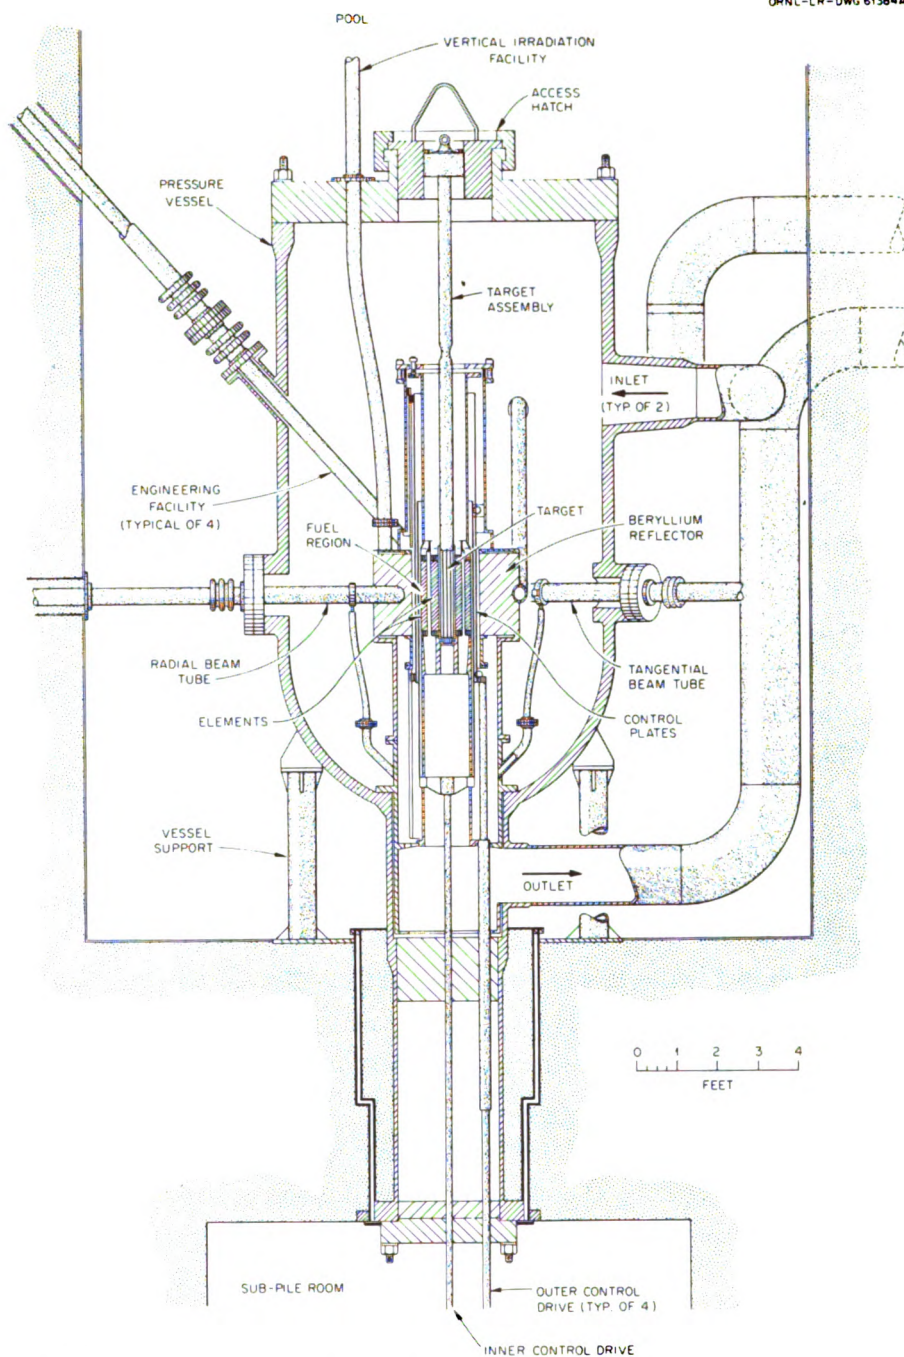 ORNL-LR-DWG 61384A
POOL
VERTICAL IRRADIATION
FACILITY
ACCESS
HATCH
PRESSURE
VESSEL
TARGET
ASSEMBLY
INLET
(TYP. OF 2)
ENGINEERING
FACILITY
(TYPICAL OF 4)
FUEL
REGION
TARGET
BERYLLIUM
REFLECTOR
RADIAL BEAM
TUBE
TANGENTIAL
BEAM TUBE
ELEMENTS
CONTROL
PLATES
VESSEL
SUPPORT
OUTLET
0 1 2 3 4
FEET
SUB-PILE ROOM
OUTER CONTROL
DRIVE (TYP. OF 4)
INNER CONTROL DRIVE